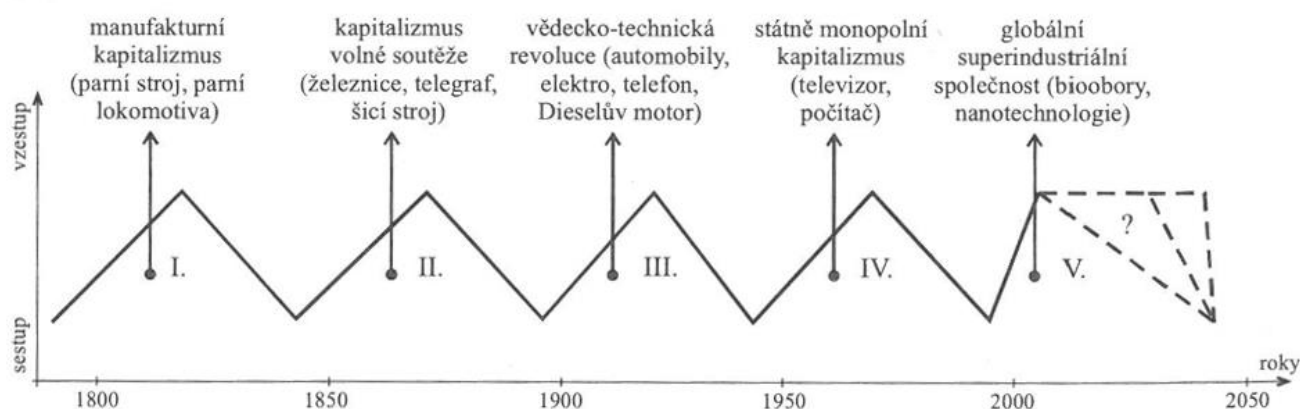 manufakturní
kapitalizmus
(parní stroj, parní
lokomotiva)
kapitalizmus
volné soutěže
(železnice, telegraf,
šicí stroj)
vědecko-technická
revoluce (automobily,
elektro, telefon,
Dieselův motor)
státně monopolní
kapitalizmus
(televizor,
počítač)
globální
superindustriální
společnost (bioobory,
nanotechnologie)
vzestup
sestup
I.
II.
III.
IV.
V.
?
roky
1800
1850
1900
1950
2000
2050